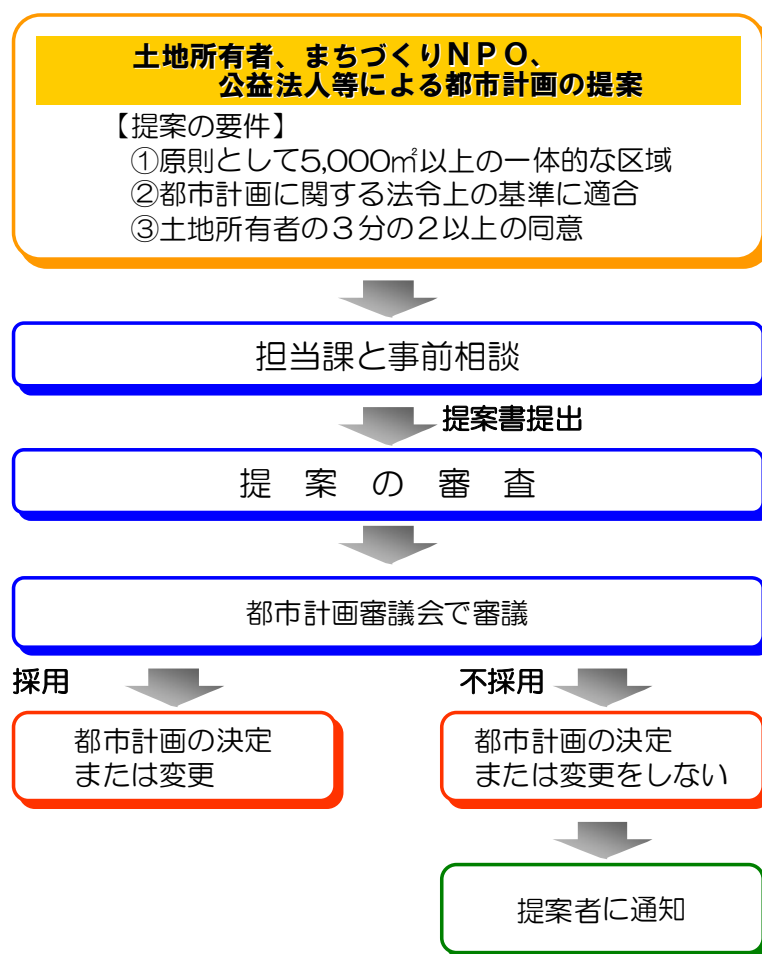 土地所有者、まちづくりNPO、
公益法人等による都市計画の提案
【提案の要件】
①原則として5,000㎡以上の一体的な区域
②都市計画に関する法令上の基準に適合
③土地所有者の３分の２以上の同意
担当課と事前相談
提案書提出
提 案 の 審 査
都市計画審議会で審議
採用
不採用
都市計画の決定
または変更
都市計画の決定
または変更をしない
提案者に通知